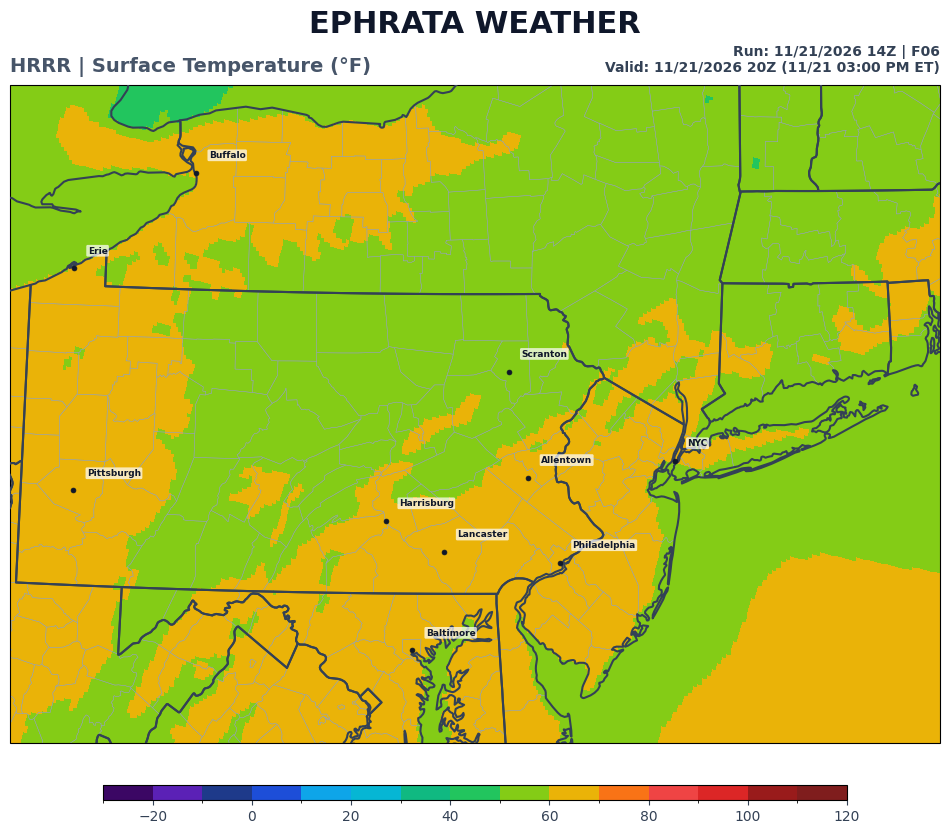 EPHRATA WEATHER
HRRR | Surface Temperature (°F)
Run: 11/21/2026 14Z | F06
Valid: 11/21/2026 20Z (11/21 03:00 PM ET)
Buffalo
Erie
Scranton
NYC
Allentown
Pittsburgh
Harrisburg
Lancaster
Philadelphia
Baltimore
−20 0 20 40 60 80 100 120